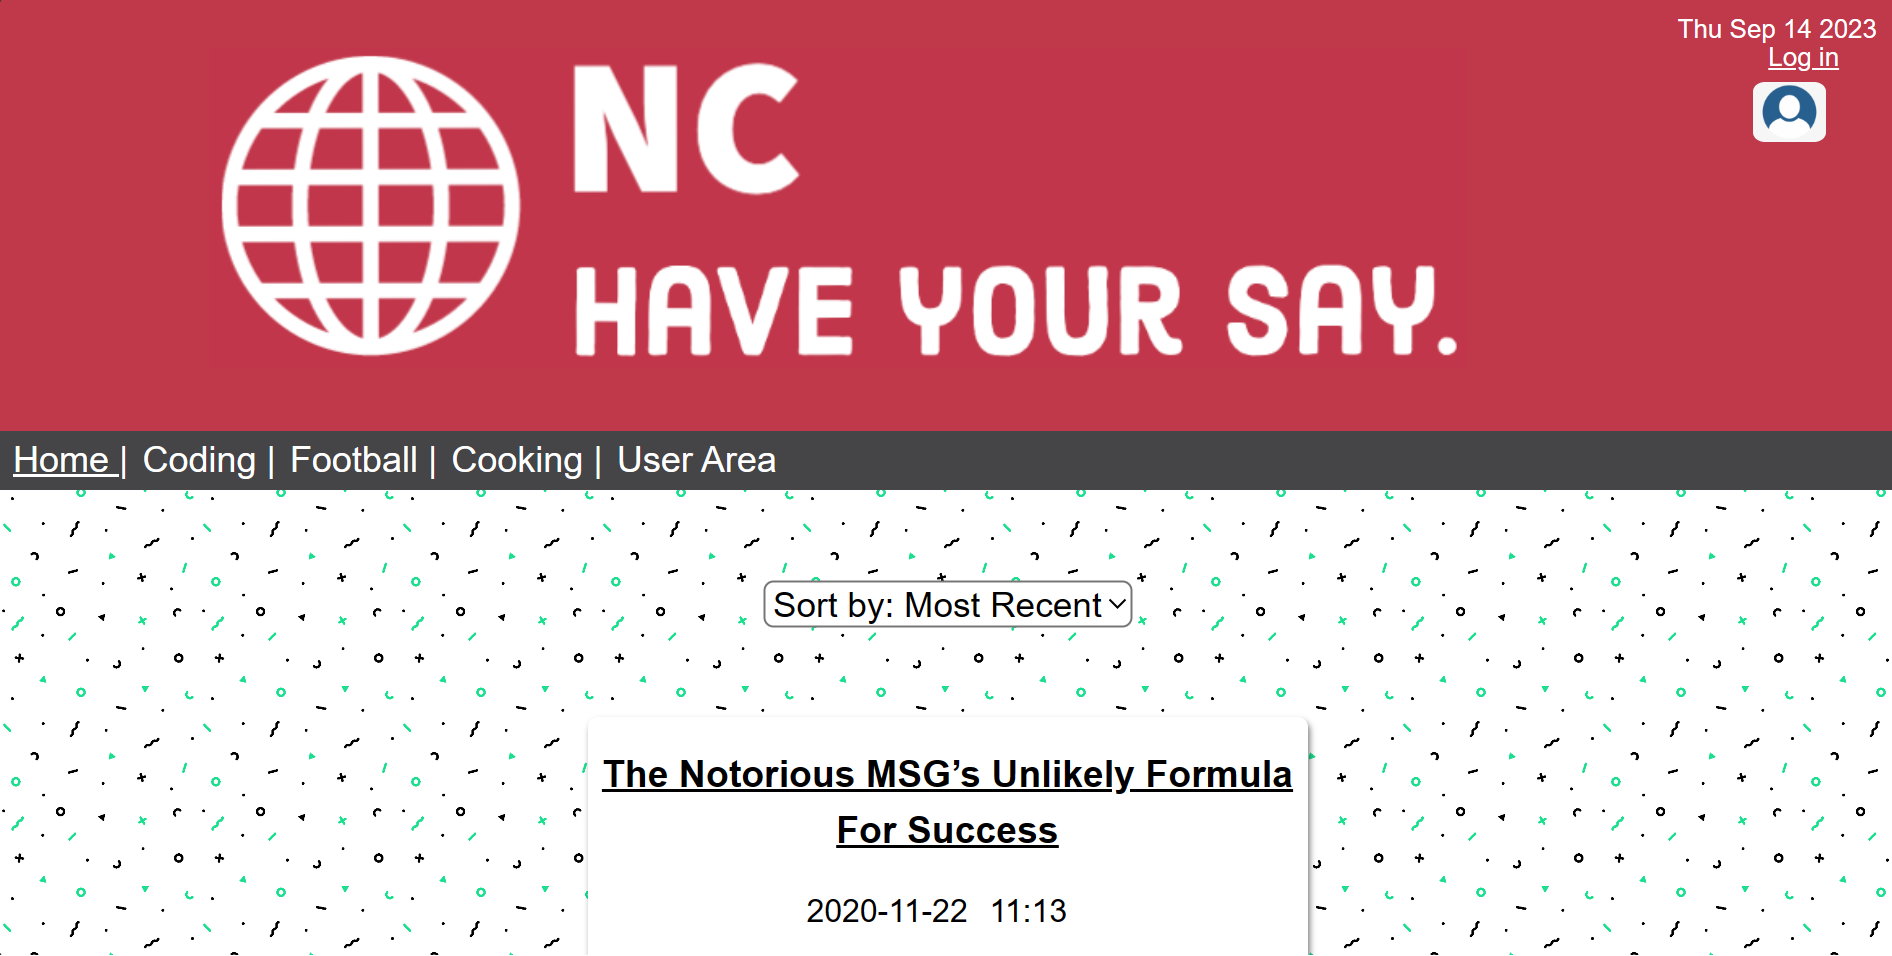 Thu Sep 14 2023
Log in
NC
HAVE YOUR SAY.
Home | Coding | Football | Cooking | User Area
Sort by: Most Recent
The Notorious MSG’s Unlikely Formula
For Success
2020-11-22 11:13